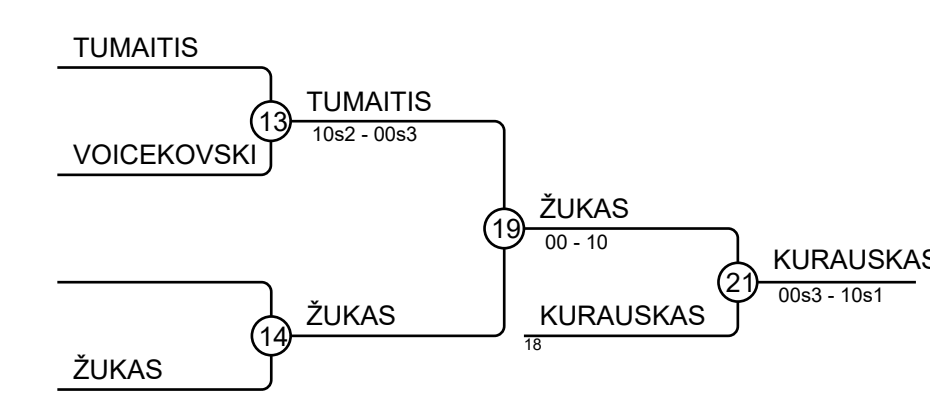 TUMAITIS
13
TUMAITIS
10s2 - 00s3
VOICEKOVSKI
19
ŽUKAS
00 - 10
21
KURAUSKAS
00s3 - 10s1
14
ŽUKAS
KURAUSKAS
18
ŽUKAS